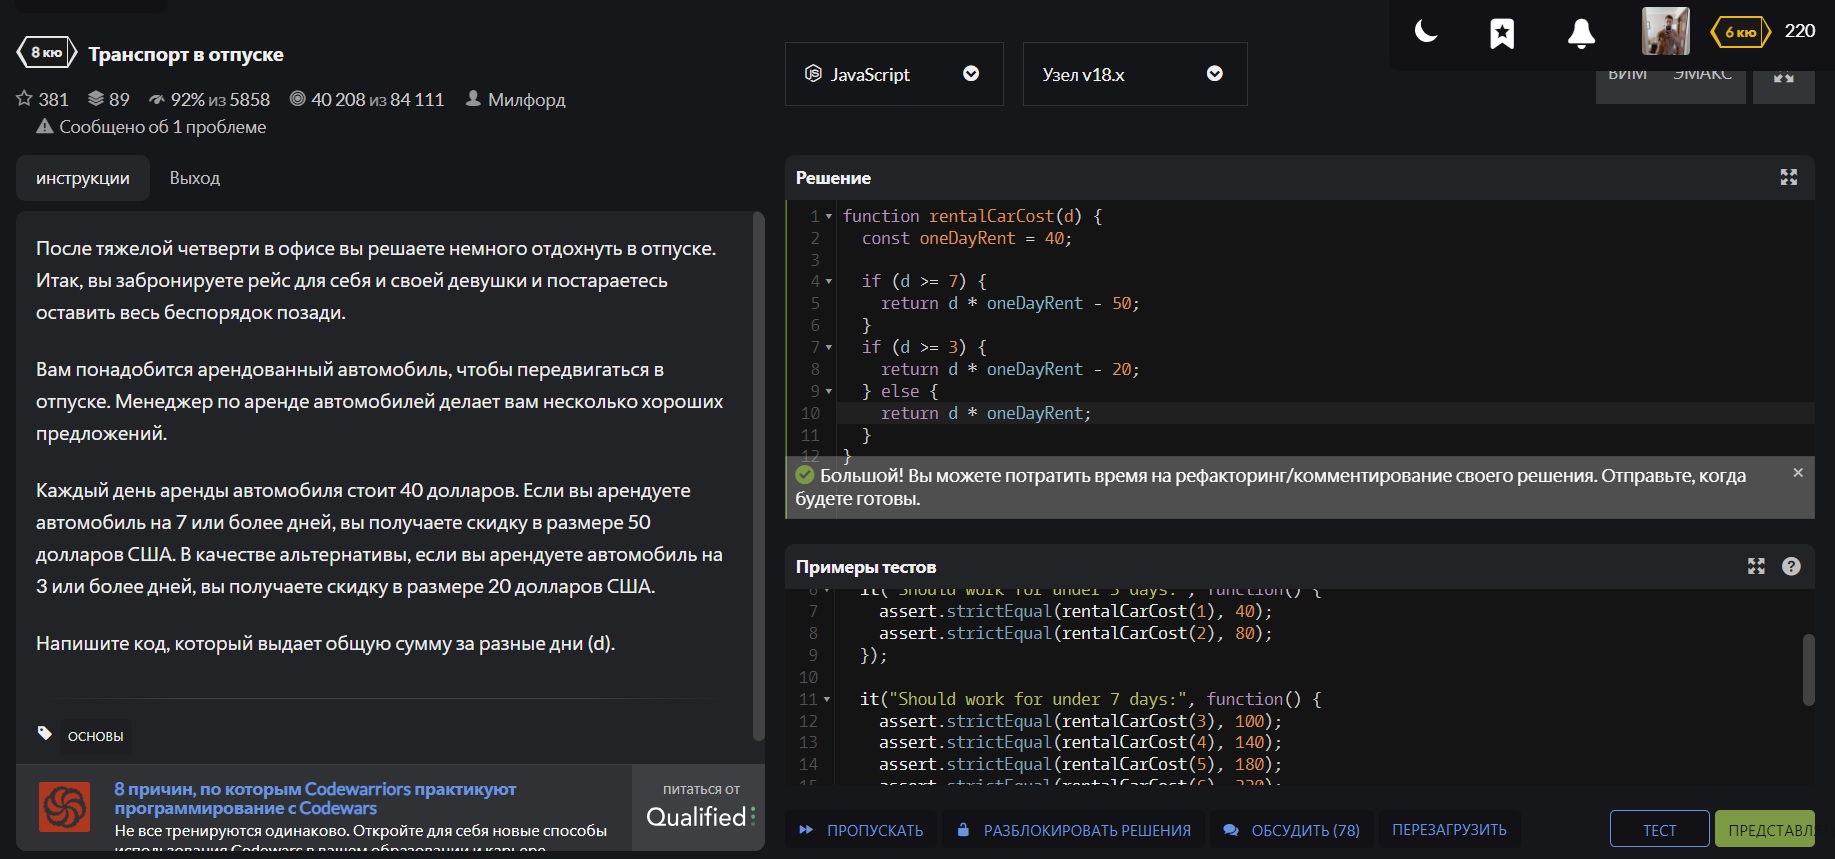 8 кю Транспорт в отпуске
381 89 92% из 5858 40 208 из 84 111 Милфорд
Сообщено об 1 проблеме
инструкции Выход
После тяжелой четверти в офисе вы решаете немного отдохнуть в отпуске.
Итак, вы забронируете рейс для себя и своей девушки и постараетесь
оставить весь беспорядок позади.
Вам понадобится арендованный автомобиль, чтобы передвигаться в
отпуске. Менеджер по аренде автомобилей делает вам несколько хороших
предложений.
Каждый день аренды автомобиля стоит 40 долларов. Если вы арендуете
автомобиль на 7 или более дней, вы получаете скидку в размере 50
долларов США. В качестве альтернативы, если вы арендуете автомобиль на
3 или более дней, вы получаете скидку в размере 20 долларов США.
Напишите код, который выдает общую сумму за разные дни (d).
основы
8 причин, по которым Codewarriors практикуют
программирование с Codewars
Не все тренируются одинаково. Откройте для себя новые способы
использования Codewars в вашем образовании и карьере.
питаться от
Qualified
6 кю 220
JavaScript Узел v18.x
ВИМ ЭМАКС
Решение
1 function rentalCarCost(d) {
2 const oneDayRent = 40;
3
4 if (d >= 7) {
5 return d * oneDayRent - 50;
6 }
7 if (d >= 3) {
8 return d * oneDayRent - 20;
9 } else {
10 return d * oneDayRent;
11 }
12 }
Большой! Вы можете потратить время на рефакторинг/комментирование своего решения. Отправьте, когда
будете готовы.
Примеры тестов
6 it("Should work for under 3 days:", function() {
7 assert.strictEqual(rentalCarCost(1), 40);
8 assert.strictEqual(rentalCarCost(2), 80);
9 });
10
11 it("Should work for under 7 days:", function() {
12 assert.strictEqual(rentalCarCost(3), 100);
13 assert.strictEqual(rentalCarCost(4), 140);
14 assert.strictEqual(rentalCarCost(5), 180);
15 assert.strictEqual(rentalCarCost(6), 220);
ПРОПУСКАТЬ РАЗБЛОКИРОВАТЬ РЕШЕНИЯ ОБСУДИТЬ (78) ПЕРЕЗАГРУЗИТЬ ТЕСТ ПРЕДСТАВЛ